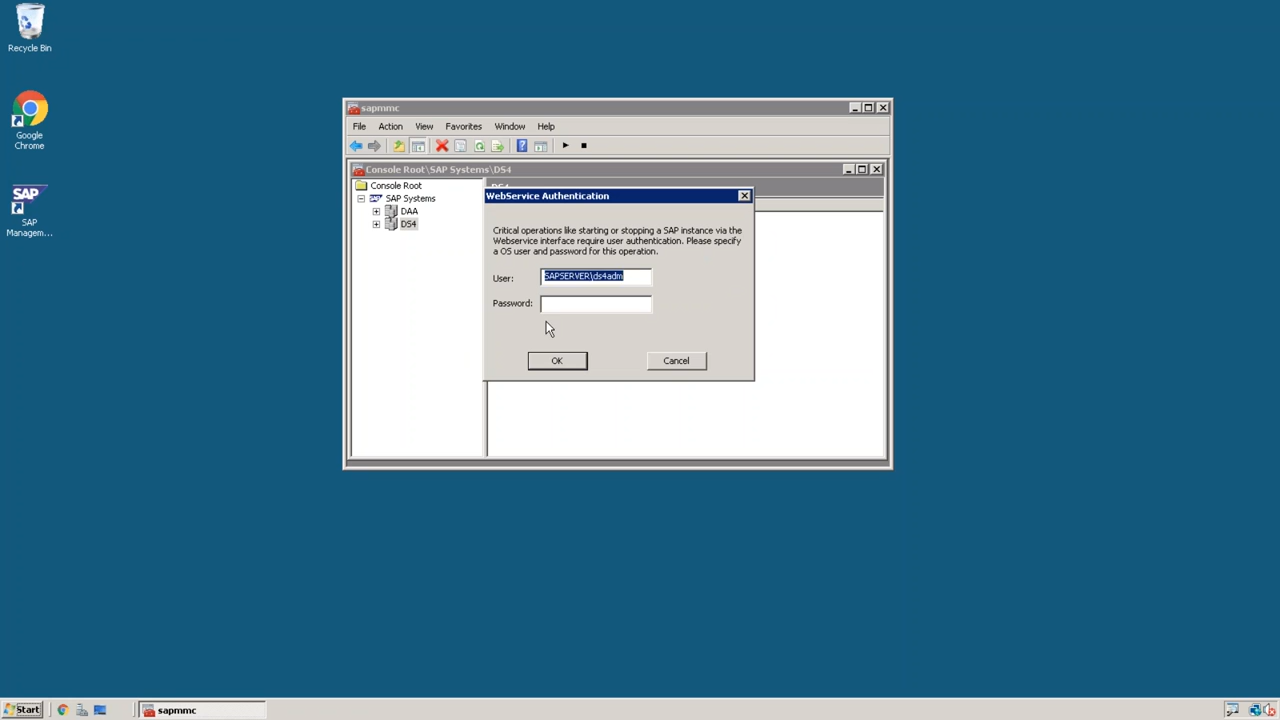 Recycle Bin
Google
Chrome
SAP
SAP
Managem...
sapmmc
File Action View Favorites Window Help
Console Root\SAP Systems\DS4
Console Root
SAP Systems
DAA
DS4
DS4
WebService Authentication
Critical operations like starting or stopping a SAP instance via the
Webservice interface require user authentication. Please specify
a OS user and password for this operation.
User: SAPSERVER\ds4adm
Password:
OK Cancel
Start
sapmmc